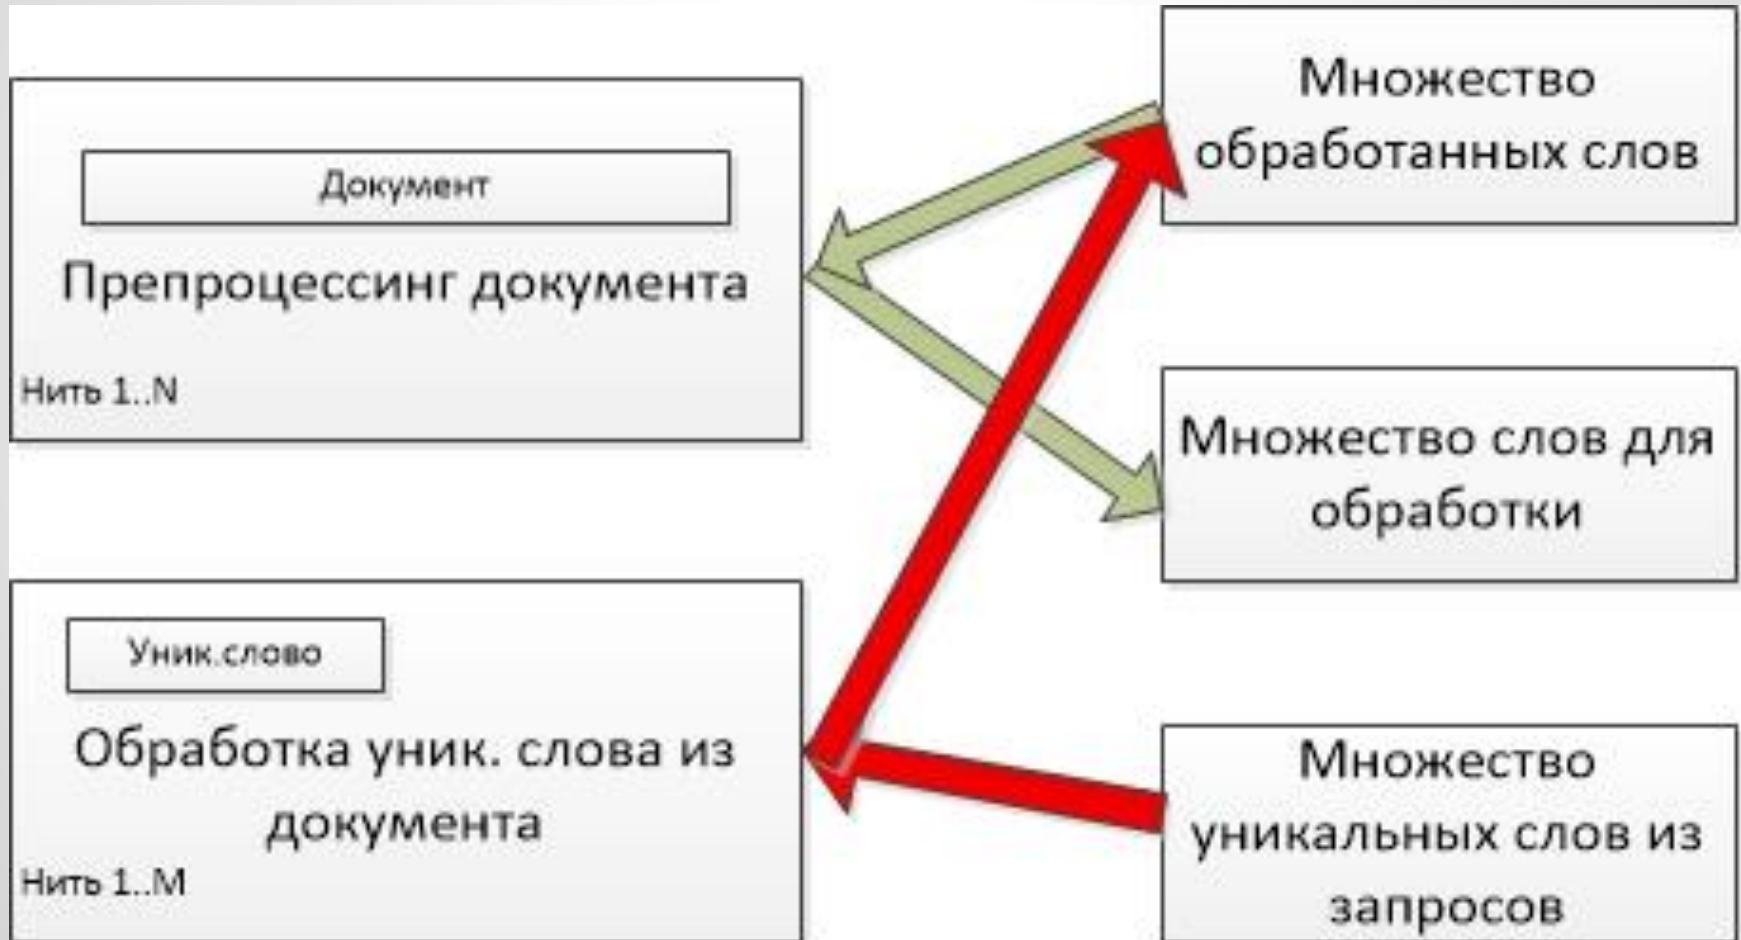 Документ
Препроцессинг документа
Нить 1..N
Уник.слово
Обработка уник. слова из
документа
Нить 1..M
Множество
обработанных слов
Множество слов для
обработки
Множество
уникальных слов из
запросов